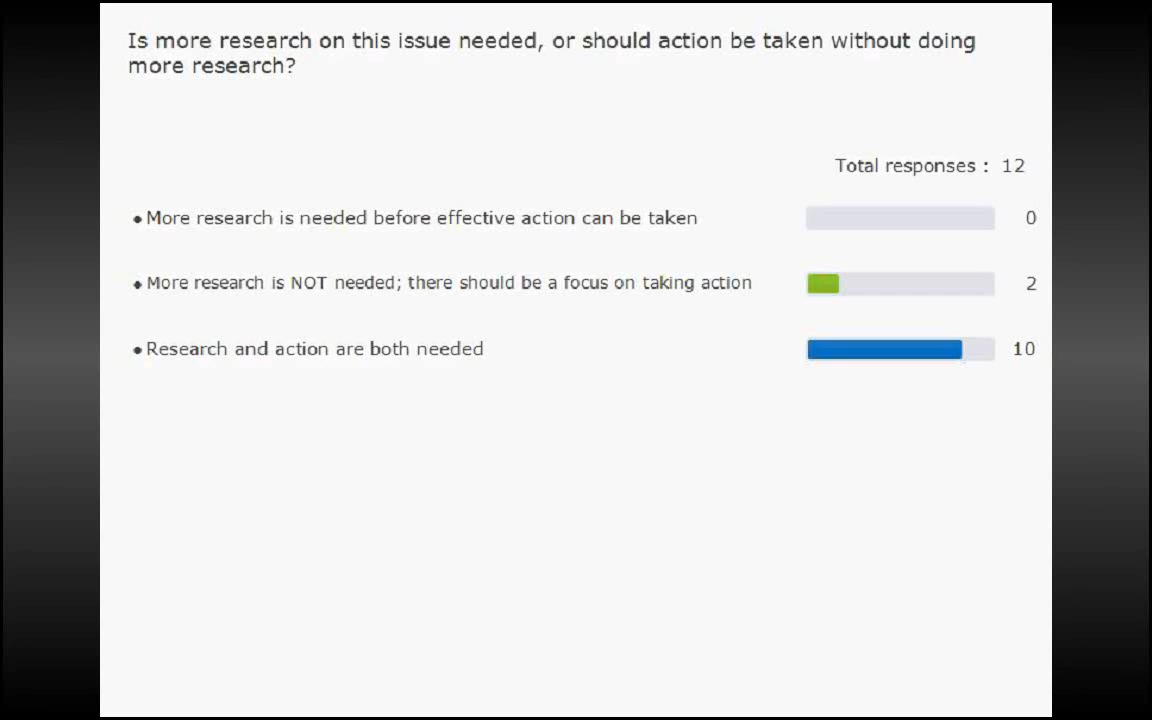 Is more research on this issue needed, or should action be taken without doing
more research?
Total responses : 12
• More research is needed before effective action can be taken 0
• More research is NOT needed; there should be a focus on taking action 2
• Research and action are both needed 10